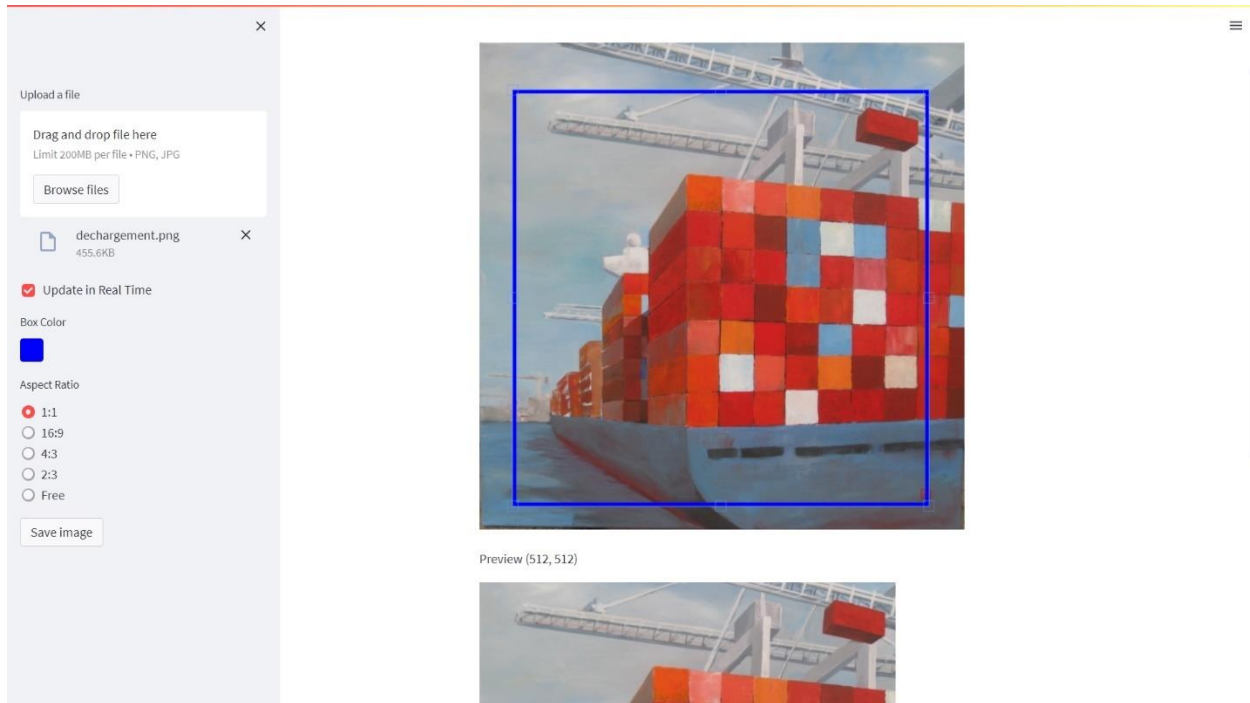 Upload a file
Drag and drop file here
Limit 200MB per file • PNG, JPG
Browse files
dechargement.png
455.6KB
Update in Real Time
Box Color
Aspect Ratio
1:1
16:9
4:3
2:3
Free
Save image
Preview (512, 512)